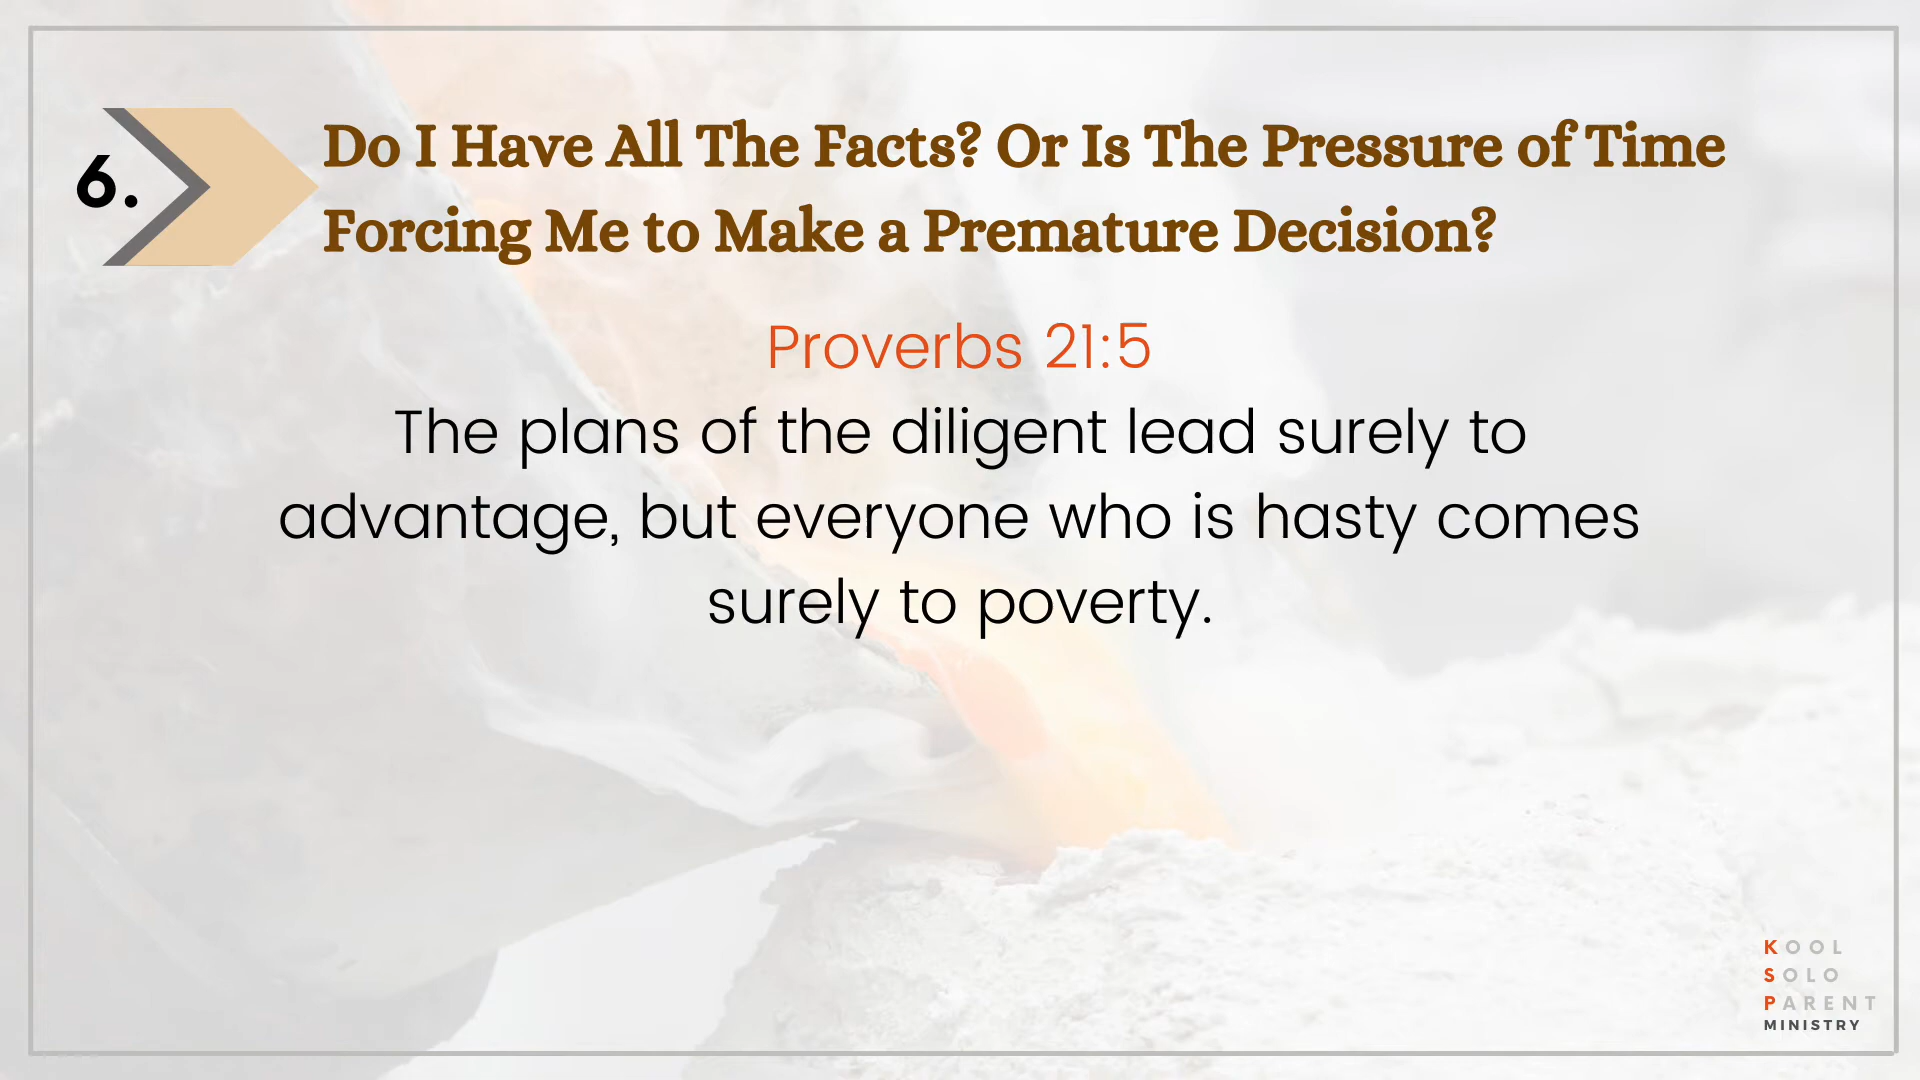 6.
Do I Have All The Facts? Or Is The Pressure of Time
Forcing Me to Make a Premature Decision?
Proverbs 21:5
The plans of the diligent lead surely to
advantage, but everyone who is hasty comes
surely to poverty.
KOOL
SOLO
PARENT
MINISTRY